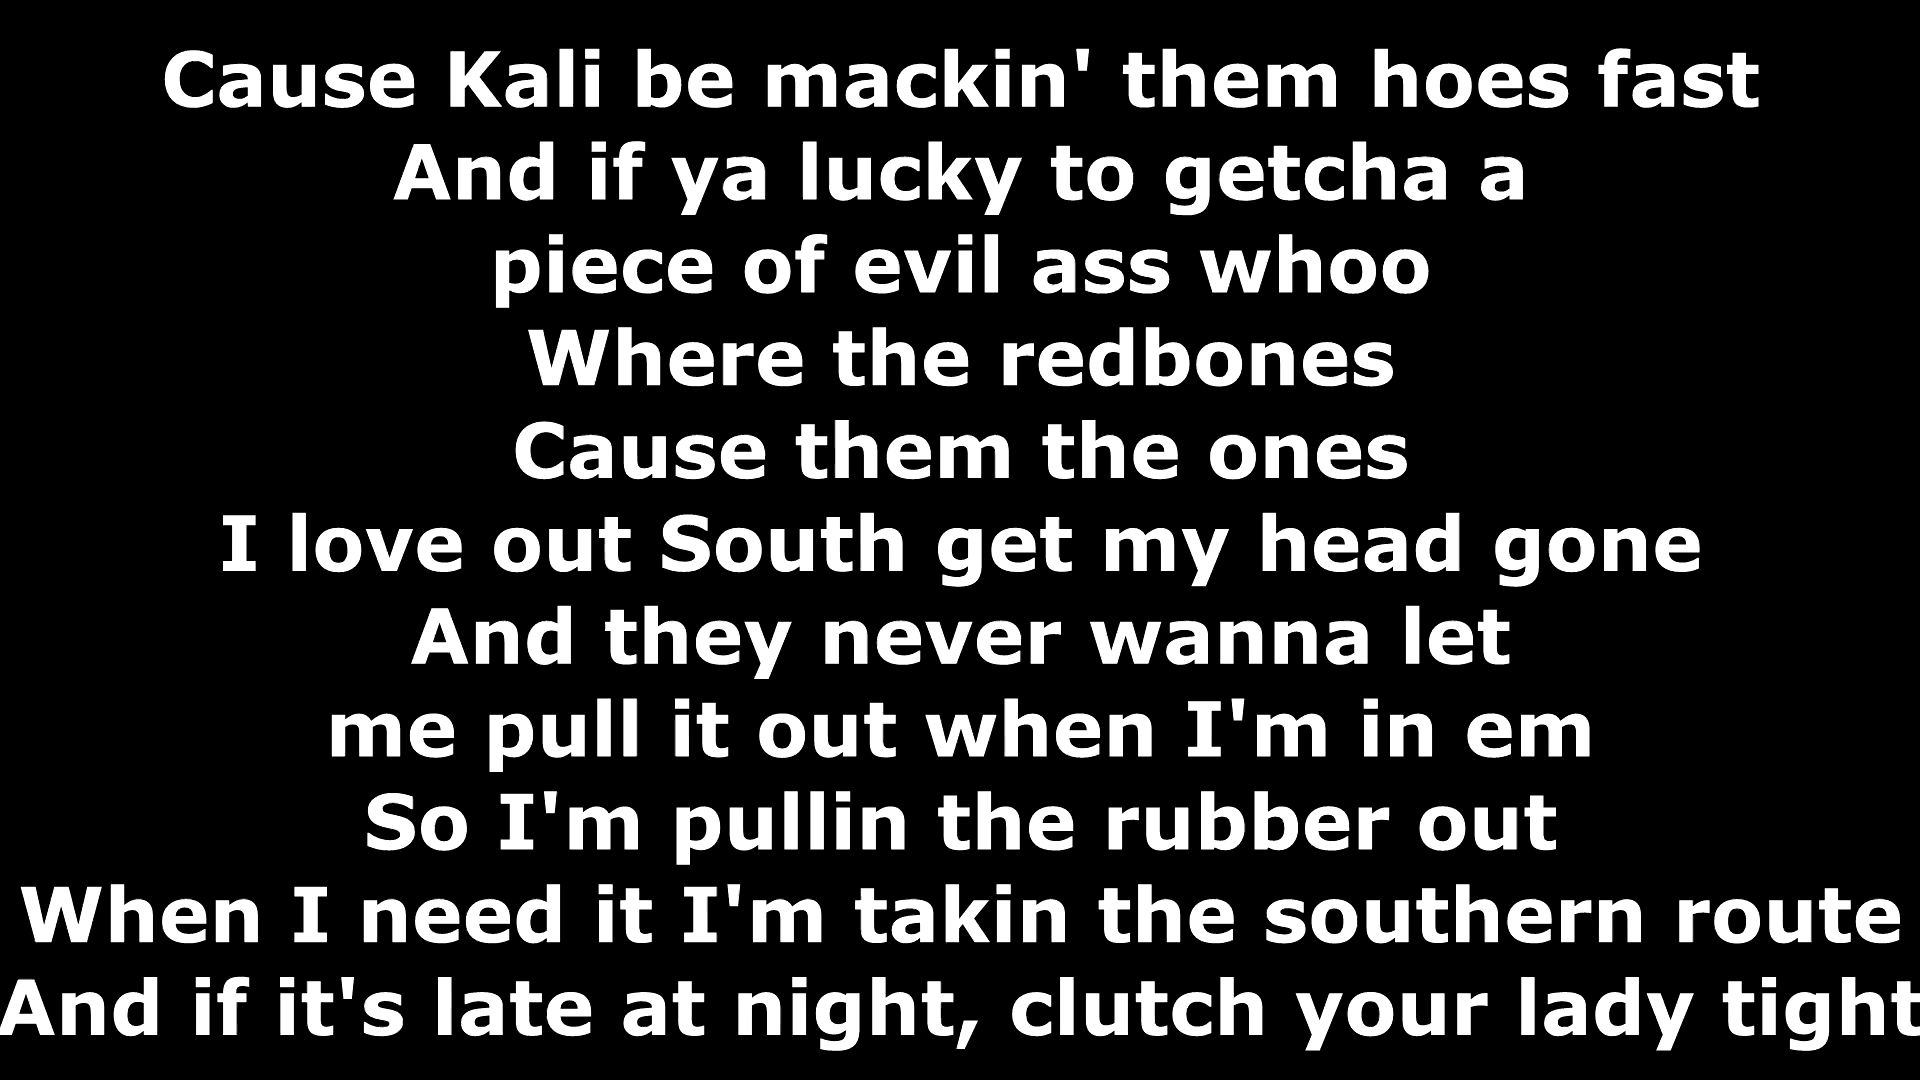 Cause Kali be mackin' them hoes fast
And if ya lucky to getcha a
piece of evil ass whoo
Where the redbones
Cause them the ones
I love out South get my head gone
And they never wanna let
me pull it out when I'm in em
So I'm pullin the rubber out
When I need it I'm takin the southern route
And if it's late at night, clutch your lady tight